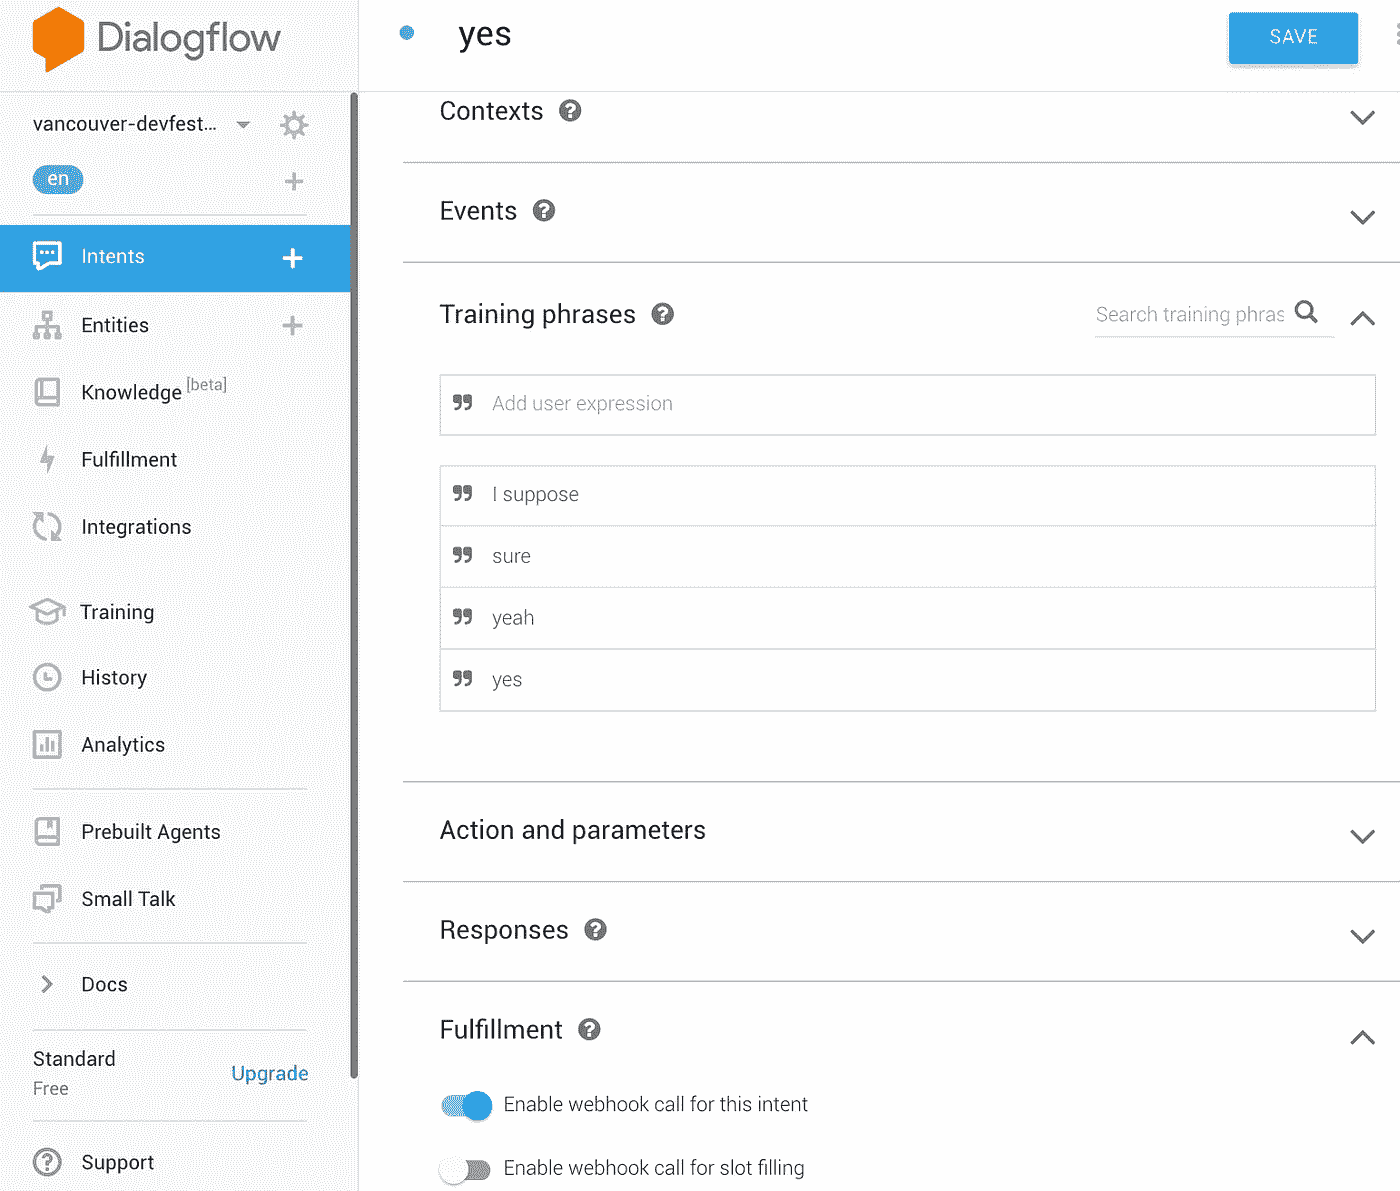 Dialogflow
yes
SAVE
vancouver-devfest...
en
Intents
Entities
Knowledge [beta]
Fulfillment
Integrations
Training
History
Analytics
Prebuilt Agents
Small Talk
Docs
Standard
Free
Upgrade
Support
Contexts
Events
Training phrases
Search training phras
Add user expression
I suppose
sure
yeah
yes
Action and parameters
Responses
Fulfillment
Enable webhook call for this intent
Enable webhook call for slot filling